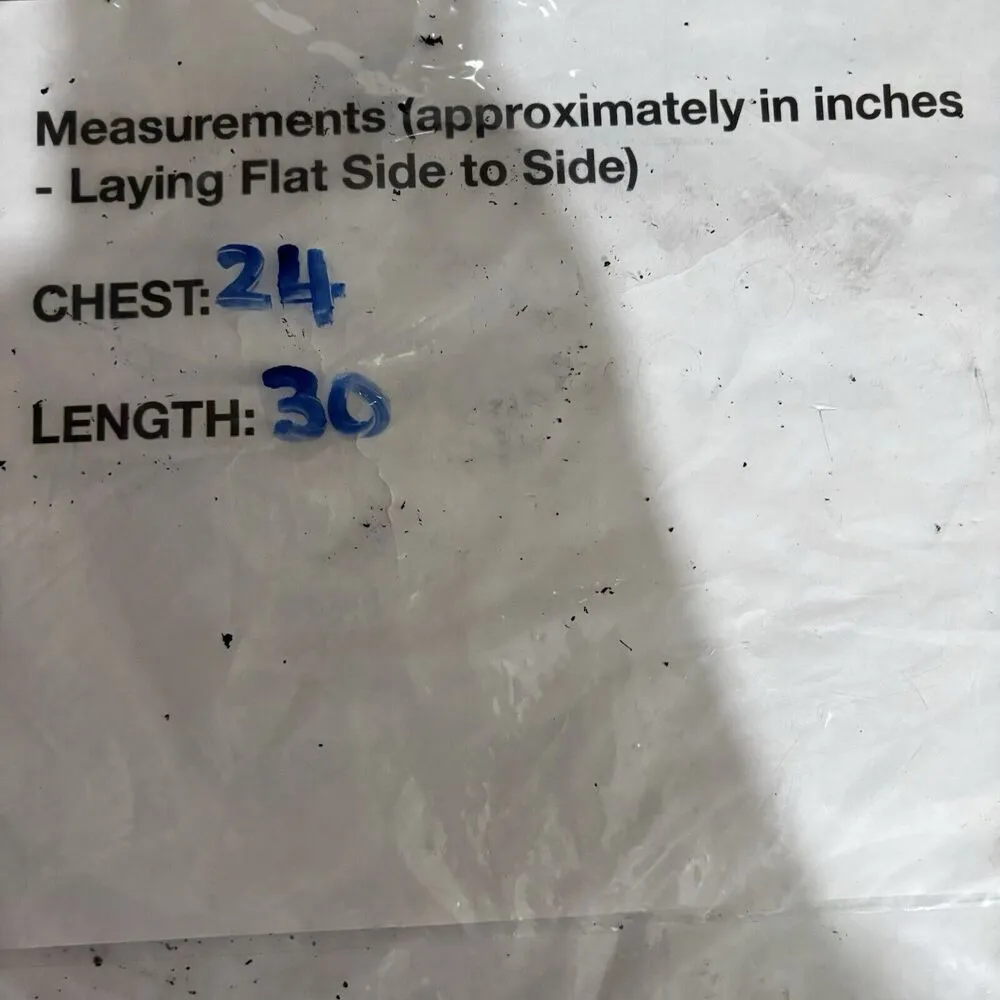 Measurements (approximately in inches
- Laying Flat Side to Side)
CHEST: 24
LENGTH: 30